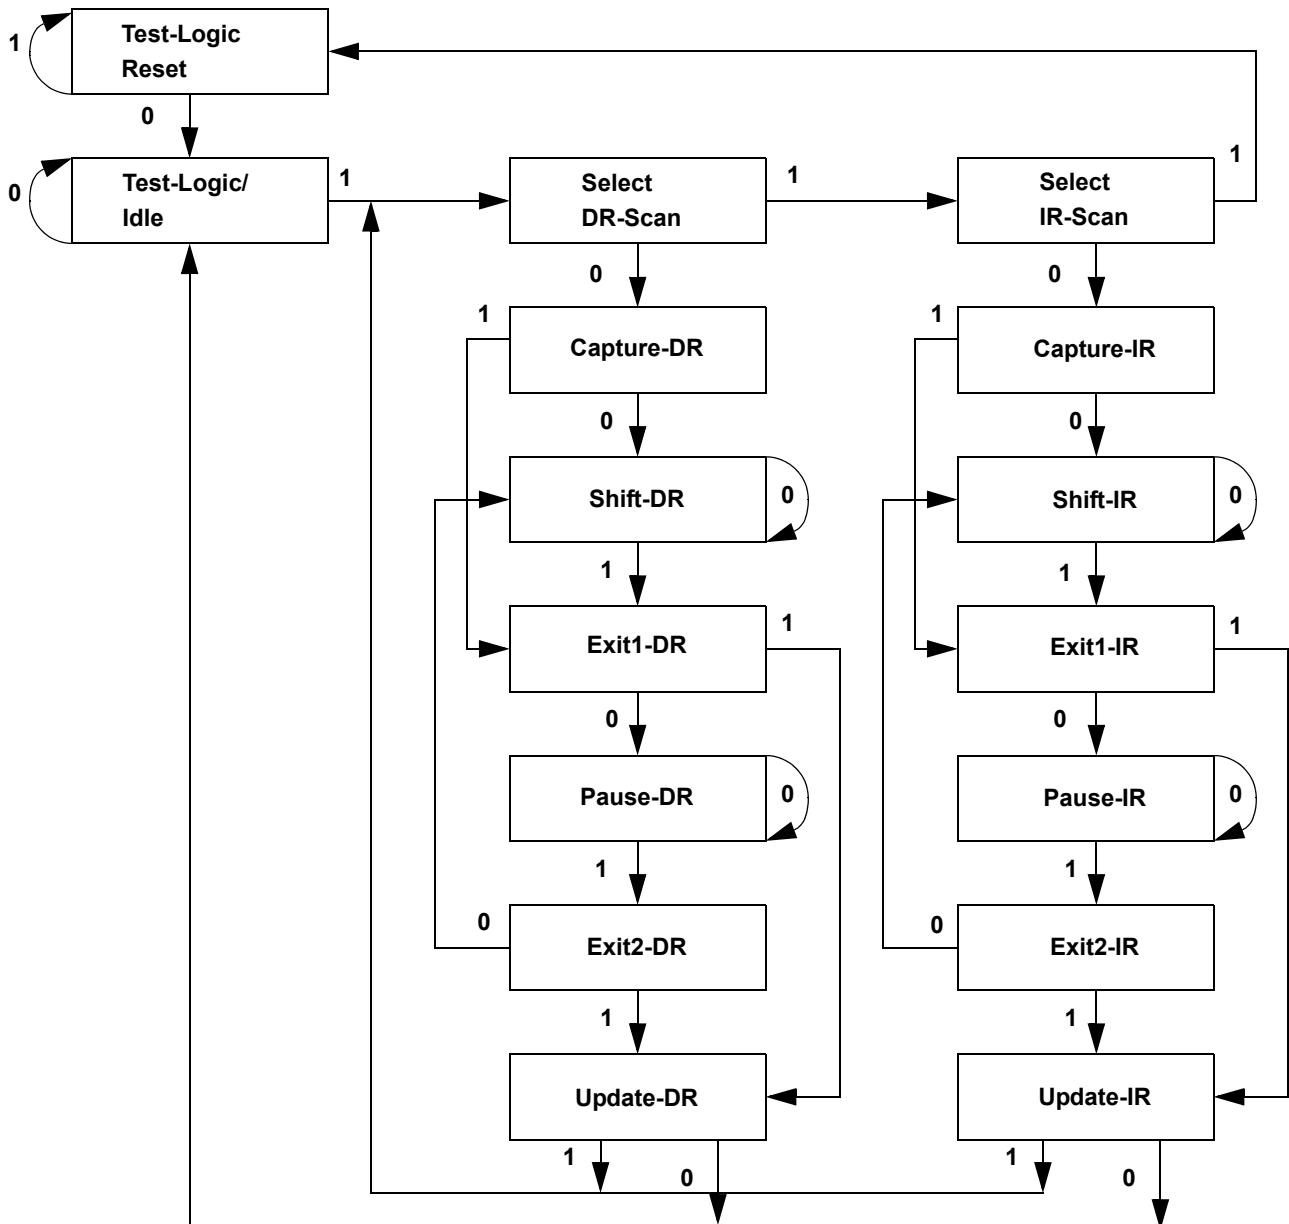 Test-Logic
Reset
1
0
Test-Logic/
Idle
0
1
Select
DR-Scan
1
Select
IR-Scan
1
0
0
1
Capture-DR
1
Capture-IR
0
0
Shift-DR
0
Shift-IR
0
1
1
Exit1-DR
1
Exit1-IR
1
0
0
Pause-DR
0
Pause-IR
0
1
1
0
Exit2-DR
0
Exit2-IR
1
1
Update-DR
Update-IR
1
0
1
0